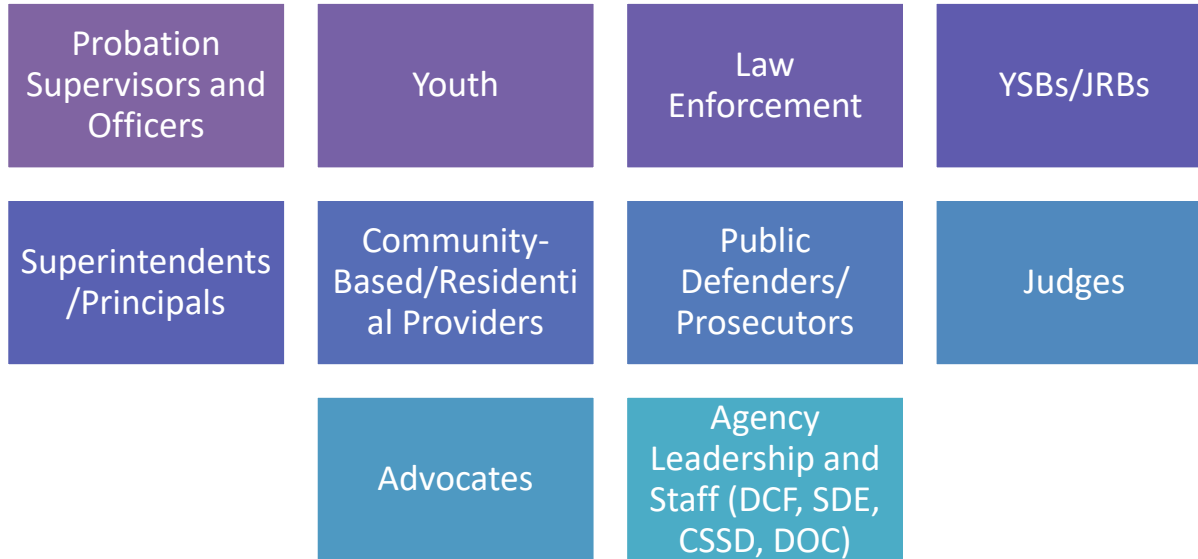 Probation
Supervisors and
Officers
Youth
Law
Enforcement
YSBs/JRBs
Superintendents
/Principals
Community-
Based/Residenti
al Providers
Public
Defenders/
Prosecutors
Judges
Advocates
Agency
Leadership and
Staff (DCF, SDE,
CSSD, DOC)